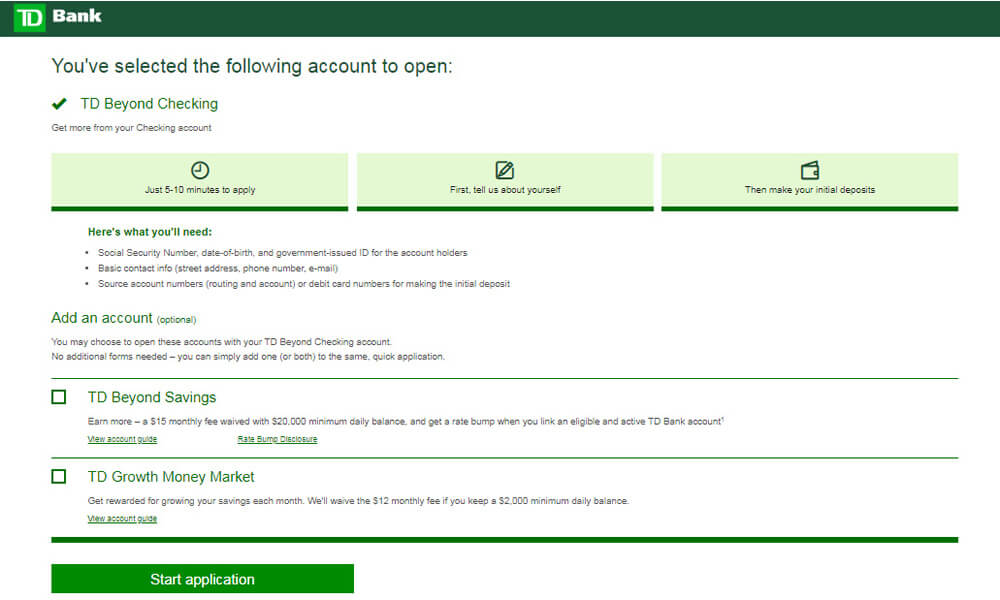 TD Bank
You've selected the following account to open:
TD Beyond Checking
Get more from your Checking account
Just 5-10 minutes to apply
First, tell us about yourself
Then make your initial deposits
Here's what you'll need:
• Social Security Number, date-of-birth, and government-issued ID for the account holders
• Basic contact info (street address, phone number, e-mail)
• Source account numbers (routing and account) or debit card numbers for making the initial deposit
Add an account (optional)
You may choose to open these accounts with your TD Beyond Checking account.
No additional forms needed – you can simply add one (or both) to the same, quick application.
TD Beyond Savings
Earn more – a $15 monthly fee waived with $20,000 minimum daily balance, and get a rate bump when you link an eligible and active TD Bank account¹
View account guide Rate Bump Disclosure
TD Growth Money Market
Get rewarded for growing your savings each month. We'll waive the $12 monthly fee if you keep a $2,000 minimum daily balance.
View account guide
Start application